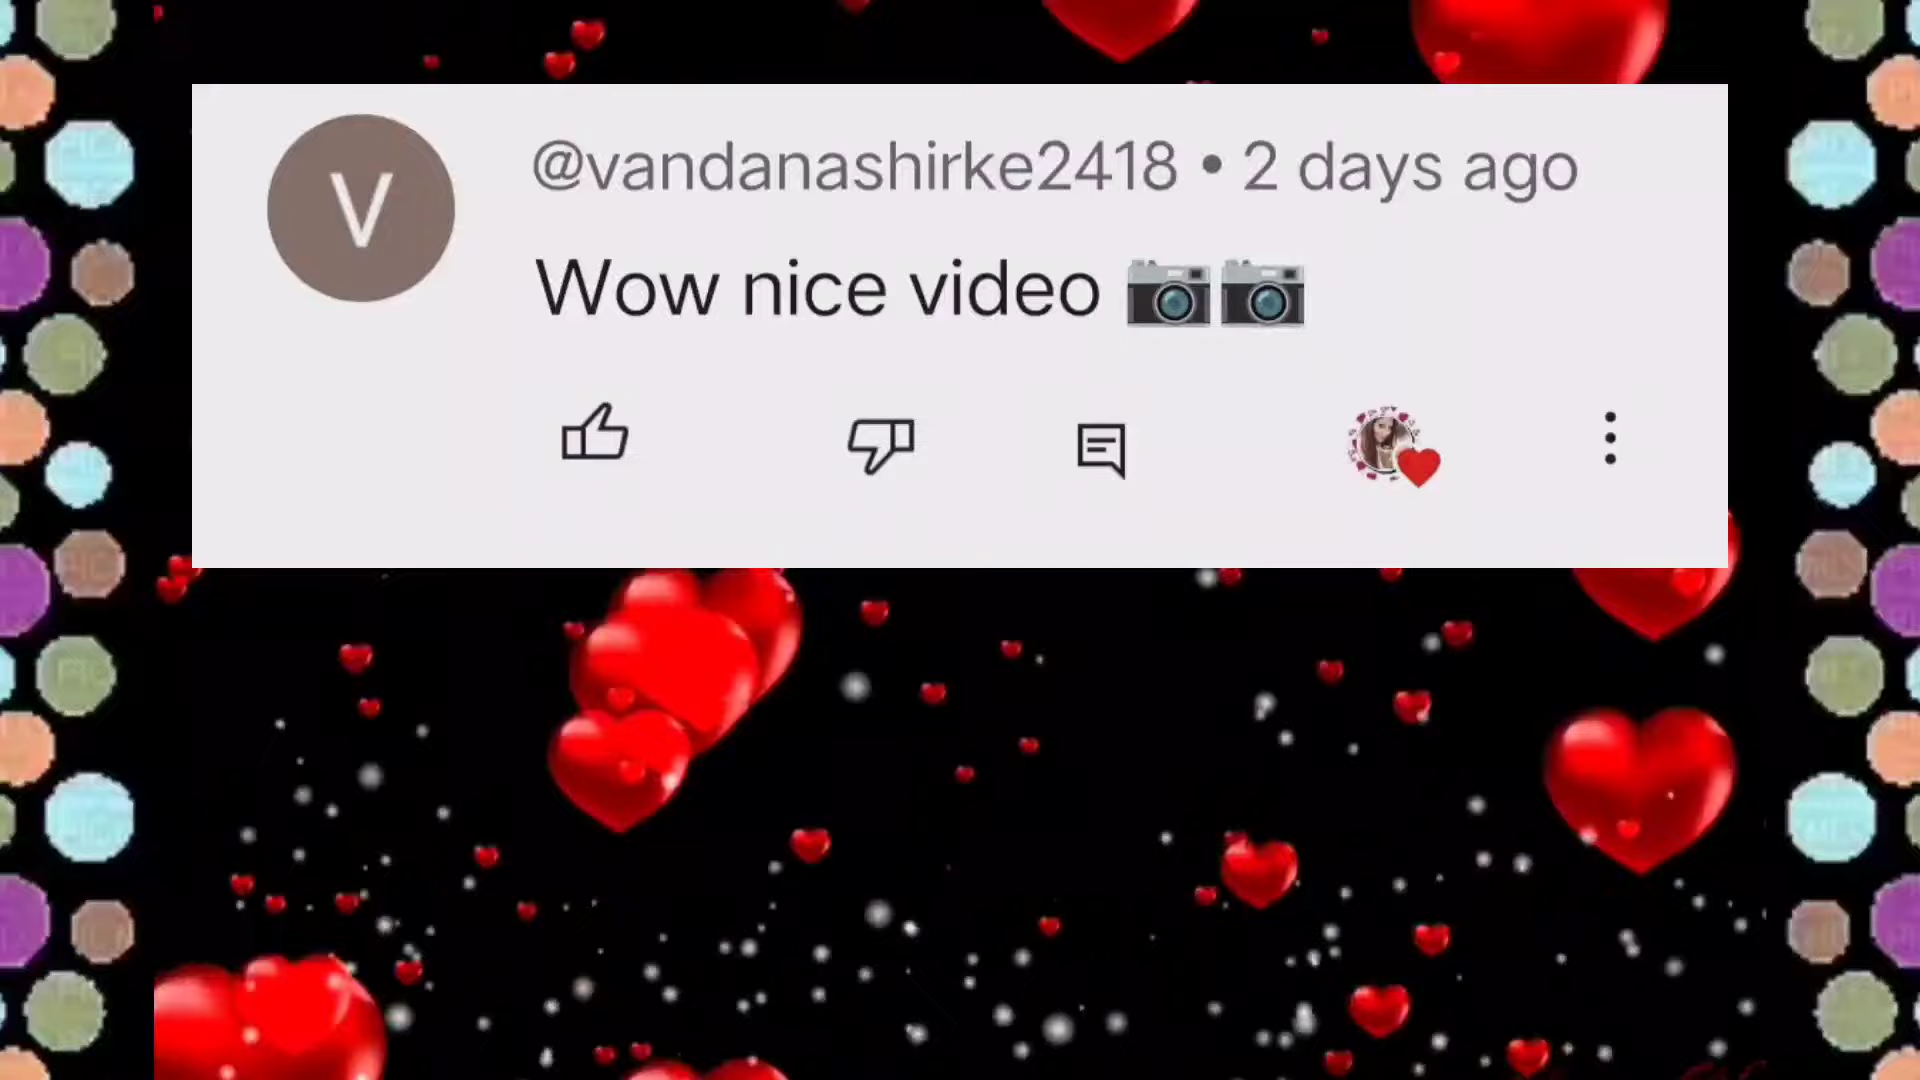 V
@vandanashirke2418 • 2 days ago
Wow nice video 📷📷